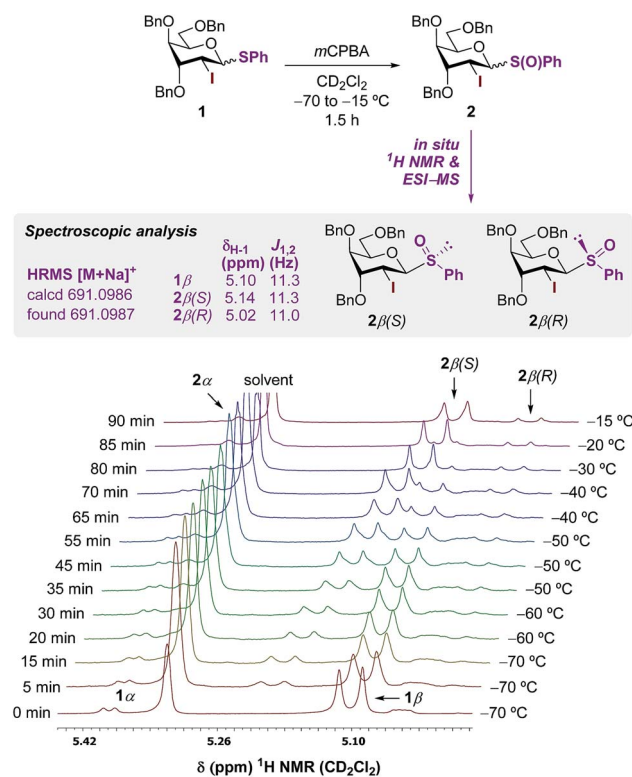 BnO OBn
O
SPh
I
BnO
1
mCPBA
CD2Cl2
–70 to –15 ºC
1.5 h
BnO OBn
O
S(O)Ph
I
BnO
2
in situ
1H NMR &
ESI–MS
Spectroscopic analysis
δH-1 J1,2
(ppm) (Hz)
HRMS [M+Na]+ 1β 5.10 11.3
calcd 691.0986 2β(S) 5.14 11.3
found 691.0987 2β(R) 5.02 11.0
BnO OBn
O
O
S
Ph
I
BnO
2β(S)
BnO OBn
O
S
O
Ph
I
BnO
2β(R)
2α solvent 2β(S) 2β(R)
90 min –15 ºC
85 min –20 ºC
80 min –30 ºC
70 min –40 ºC
65 min –40 ºC
55 min –50 ºC
45 min –50 ºC
35 min –50 ºC
30 min –60 ºC
20 min –60 ºC
15 min –70 ºC
5 min –70 ºC
1α 1β
0 min –70 ºC
5.42 5.26 5.10
δ (ppm) 1H NMR (CD2Cl2)